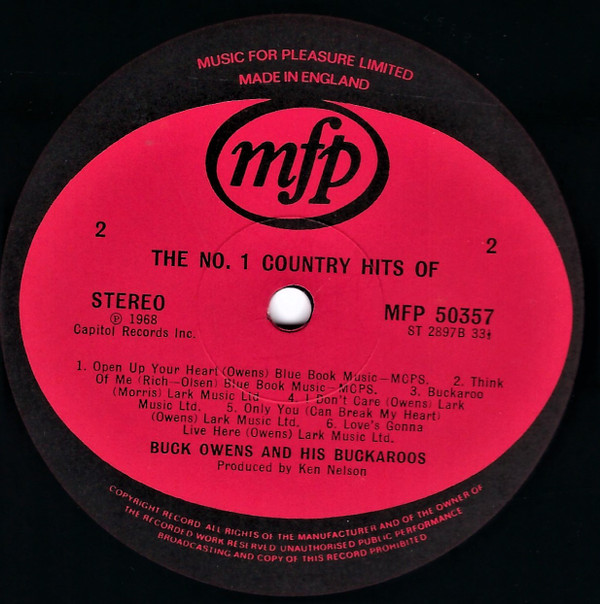 MUSIC FOR PLEASURE LIMITED
MADE IN ENGLAND
mfp
2
2
THE NO. 1 COUNTRY HITS OF
STEREO
Ⓟ 1968
Capitol Records Inc.
MFP 50357
ST 2897B 33⅓
1. Open Up Your Heart (Owens) Blue Book Music—MCPS. 2. Think
Of Me (Rich—Olsen) Blue Book Music—MCPS. 3. Buckaroo
(Morris) Lark Music Ltd. 4. I Don't Care (Owens) Lark
Music Ltd. 5. Only You (Can Break My Heart)
(Owens) Lark Music Ltd. 6. Love's Gonna
Live Here (Owens) Lark Music Ltd.
BUCK OWENS AND HIS BUCKAROOS
Produced by Ken Nelson
COPYRIGHT RECORD ALL RIGHTS OF THE MANUFACTURER AND OF THE OWNER OF
THE RECORDED WORK RESERVED UNAUTHORISED PUBLIC PERFORMANCE
BROADCASTING AND COPY OF THIS RECORD PROHIBITED